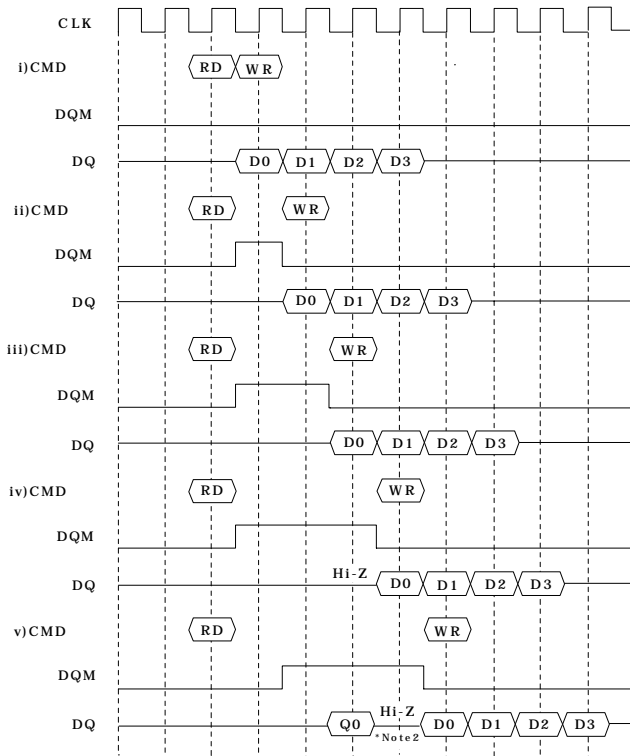 CLK
i)CMD RD WR
DQM
DQ D0 D1 D2 D3
ii)CMD RD WR
DQM
DQ D0 D1 D2 D3
iii)CMD RD WR
DQM
DQ D0 D1 D2 D3
iv)CMD RD WR
DQM
DQ Hi-Z D0 D1 D2 D3
v)CMD RD WR
DQM
DQ Q0 Hi-Z D0 D1 D2 D3
*Note2